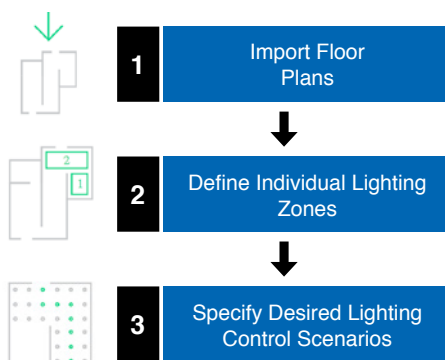 1
Import Floor
Plans
2
1
2
Define Individual Lighting
Zones
3
Specify Desired Lighting
Control Scenarios